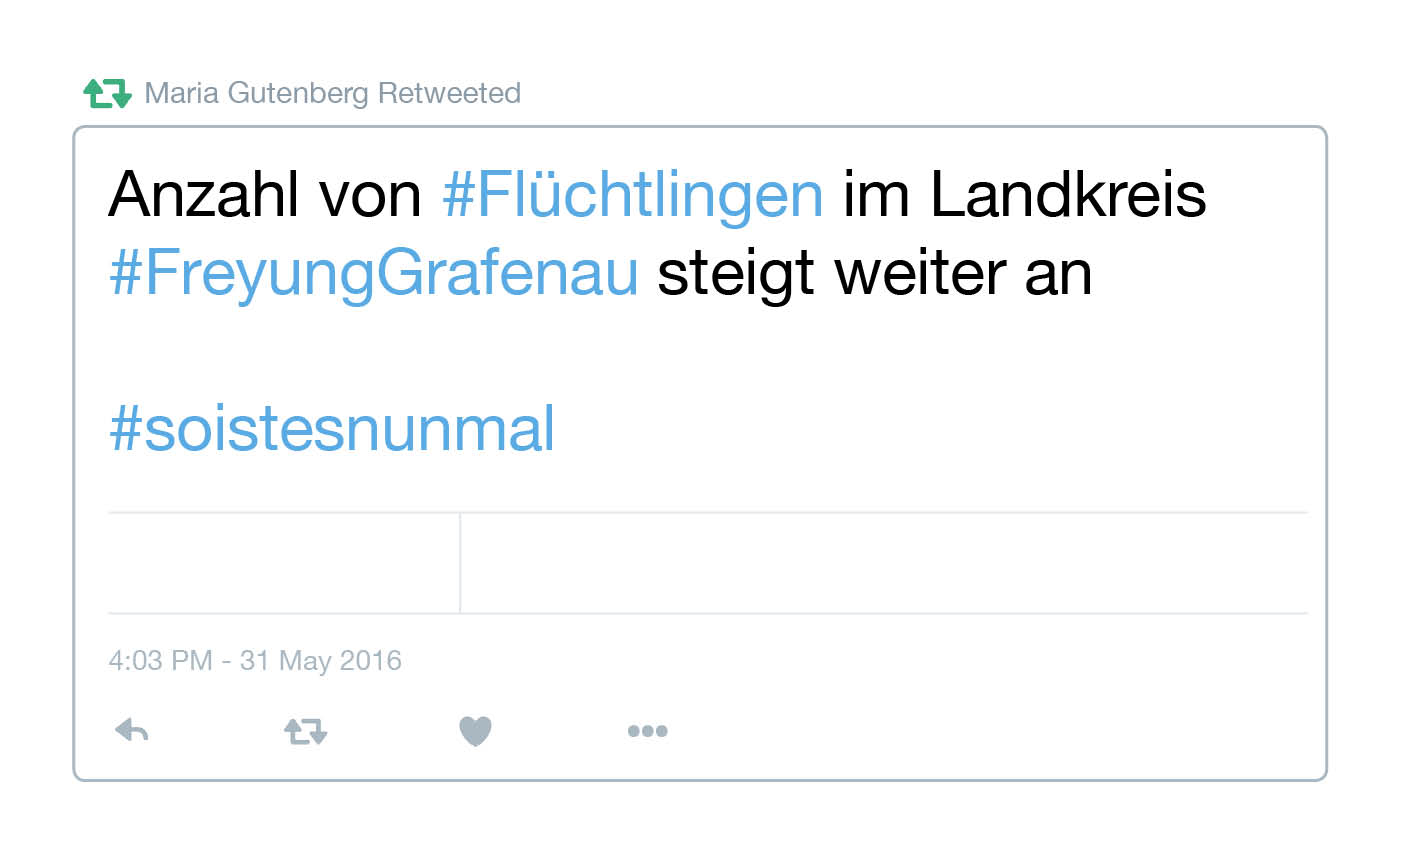 Maria Gutenberg Retweeted
Anzahl von #Flüchtlingen im Landkreis
#FreyungGrafenau steigt weiter an
#soistesnunmal
4:03 PM - 31 May 2016